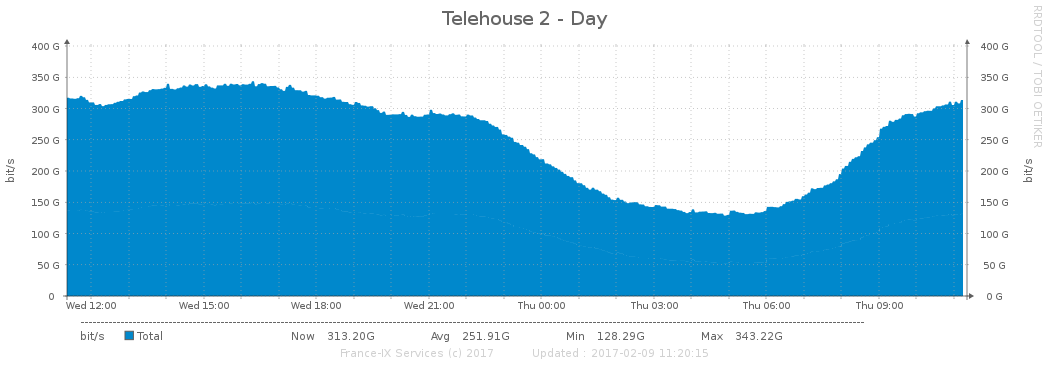 Telehouse 2 - Day
RRDTOOL / TOBI OETIKER
400 G 400 G
350 G 350 G
300 G 300 G
250 G 250 G
200 G 200 G
150 G 150 G
100 G 100 G
50 G 50 G
0 0 G
bit/s bit/s
Wed 12:00 Wed 15:00 Wed 18:00 Wed 21:00 Thu 00:00 Thu 03:00 Thu 06:00 Thu 09:00
bit/s Total Now 313.20G Avg 251.91G Min 128.29G Max 343.22G
France-IX Services (c) 2017 Updated : 2017-02-09 11:20:15